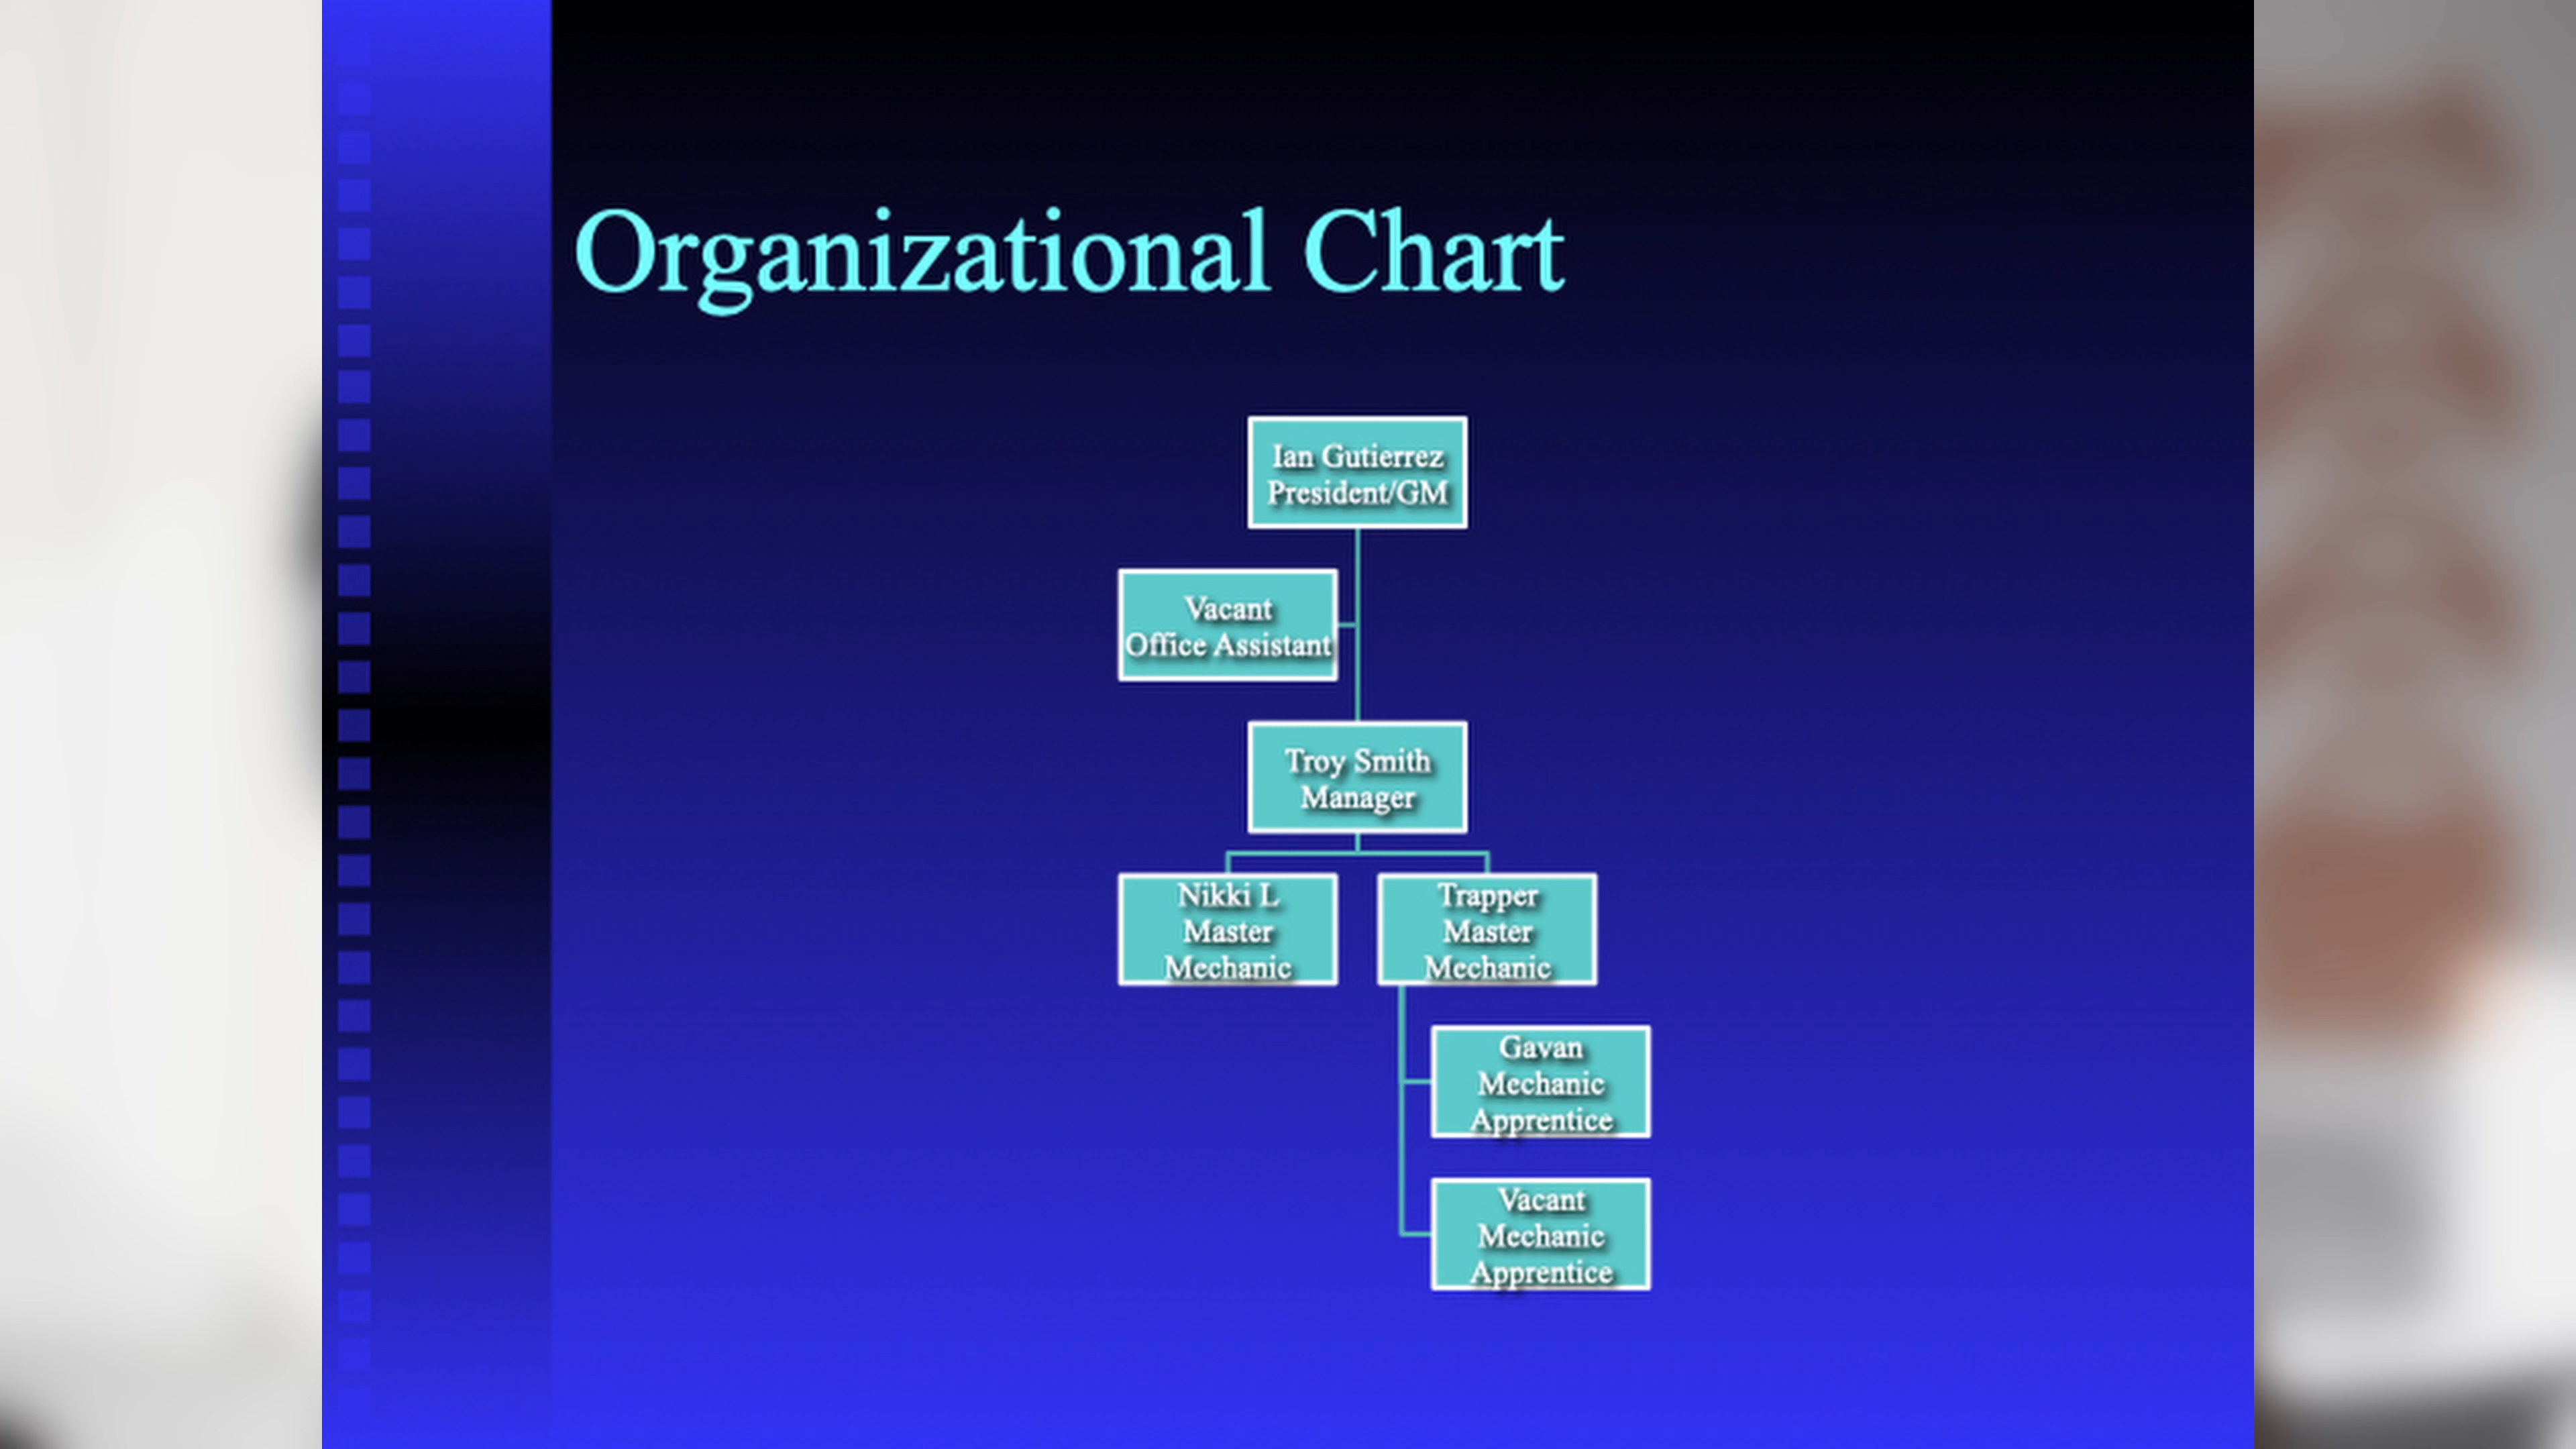 Organizational Chart
Ian Gutierrez
President/GM
Vacant
Office Assistant
Troy Smith
Manager
Nikki L
Master
Mechanic
Trapper
Master
Mechanic
Gavan
Mechanic
Apprentice
Vacant
Mechanic
Apprentice